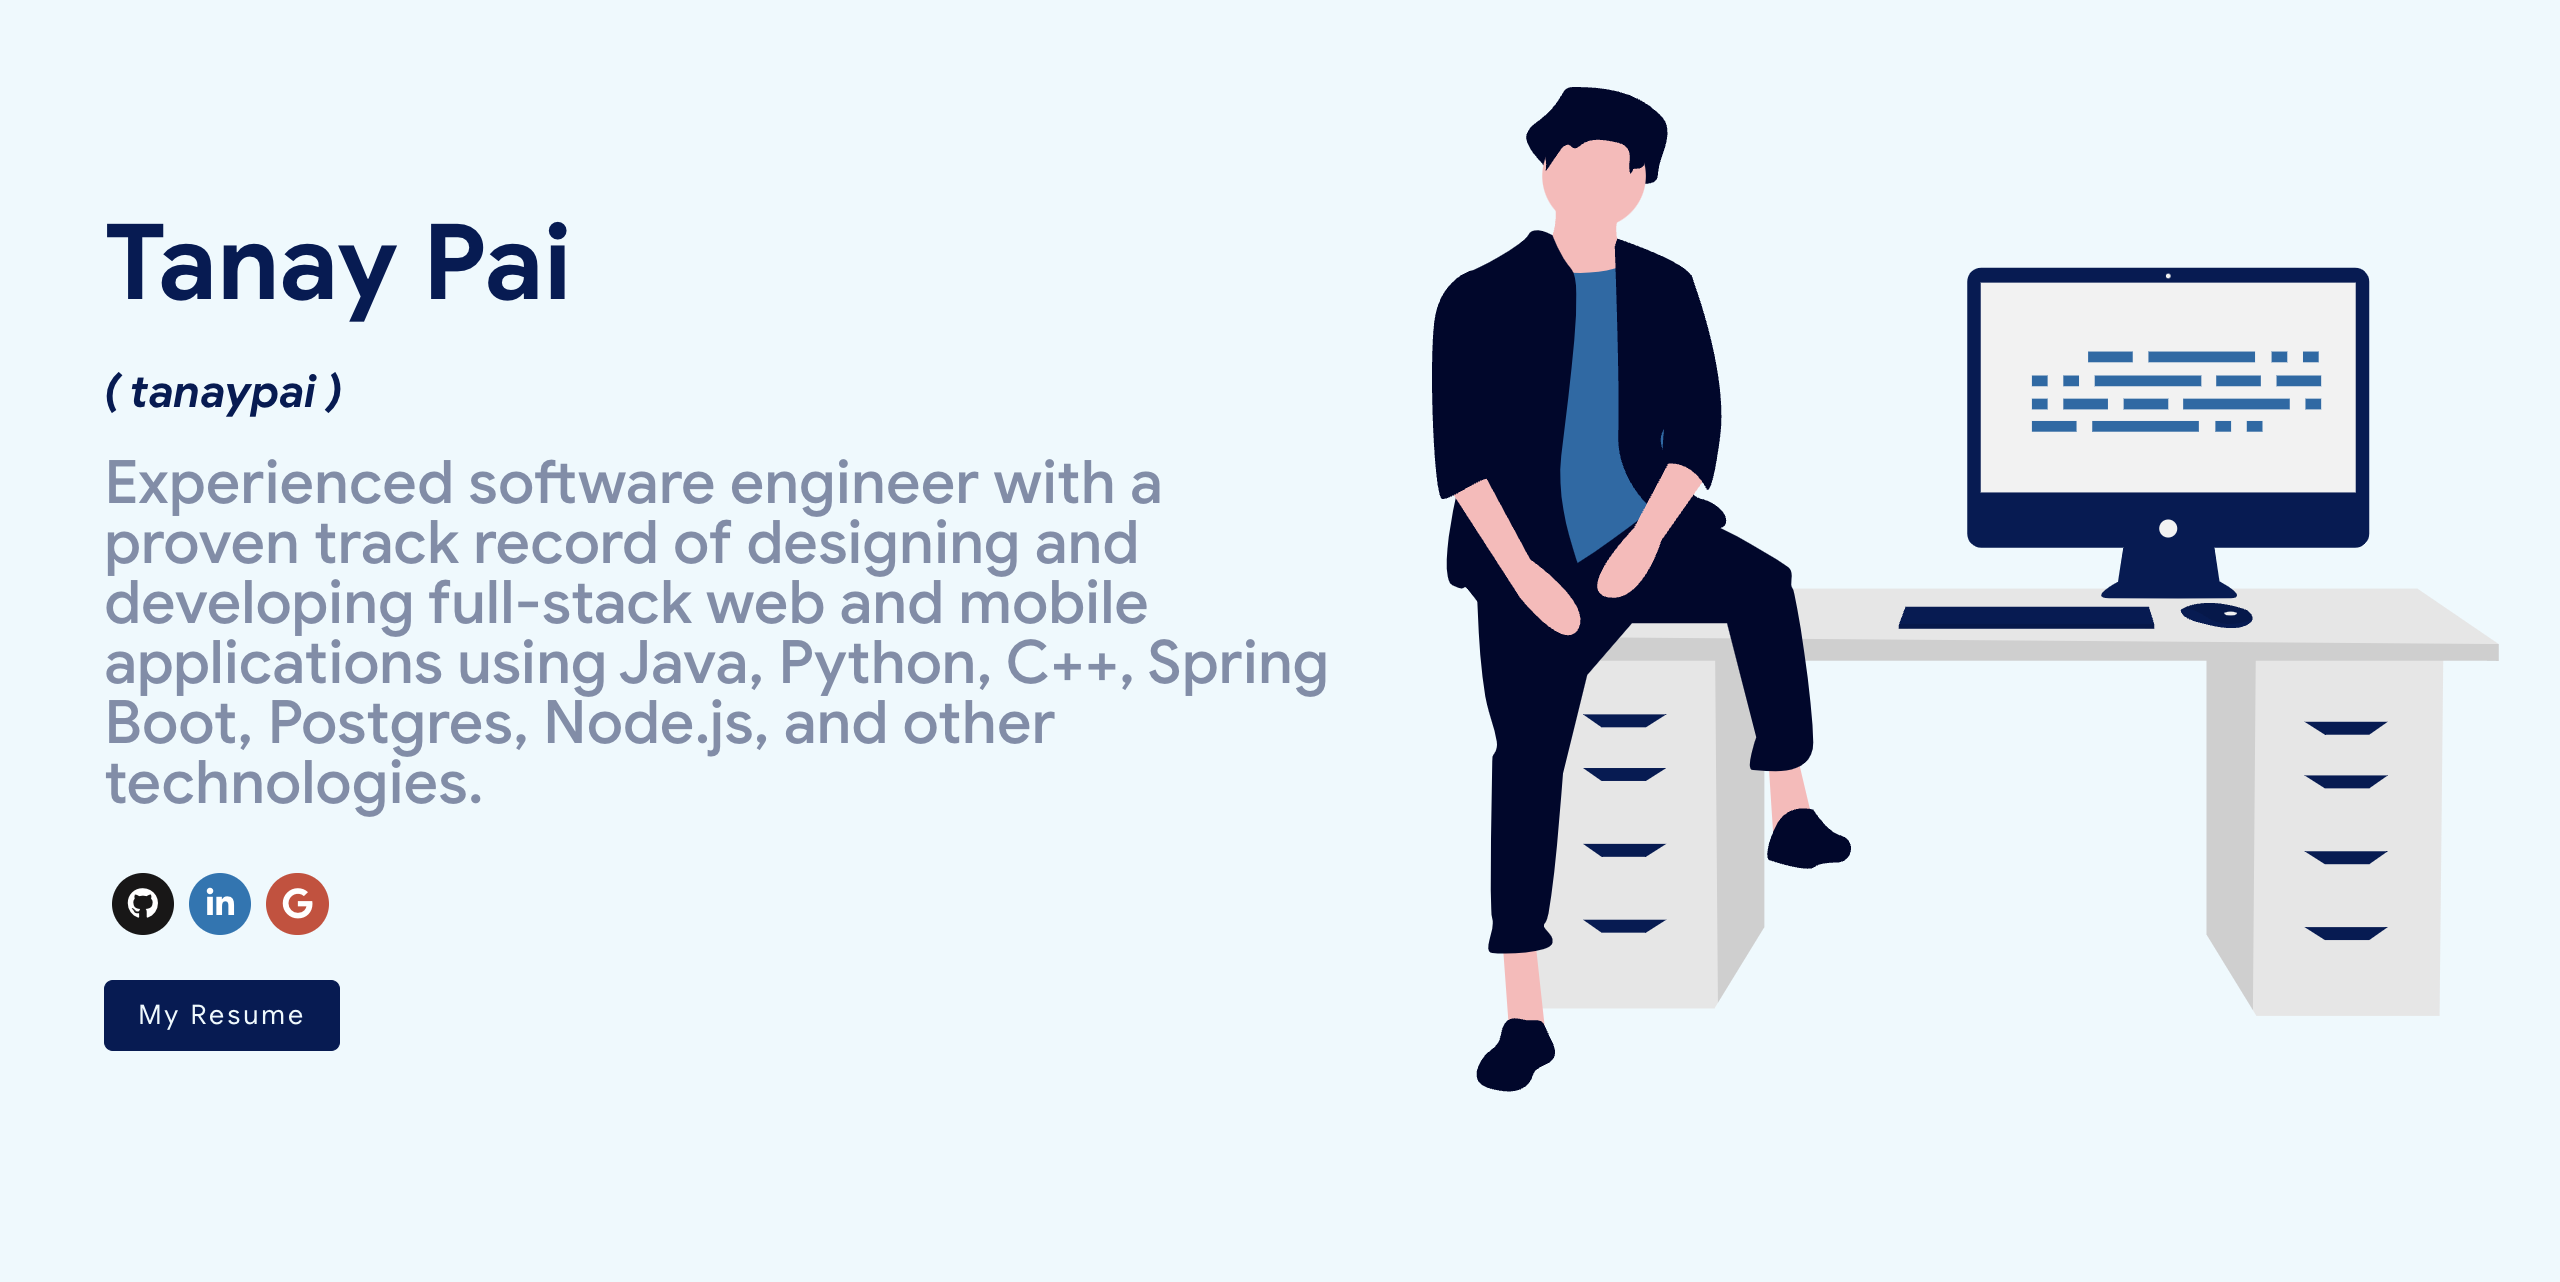 Tanay Pai
( tanaypai )
Experienced software engineer with a
proven track record of designing and
developing full-stack web and mobile
applications using Java, Python, C++, Spring
Boot, Postgres, Node.js, and other
technologies.
in G
My Resume